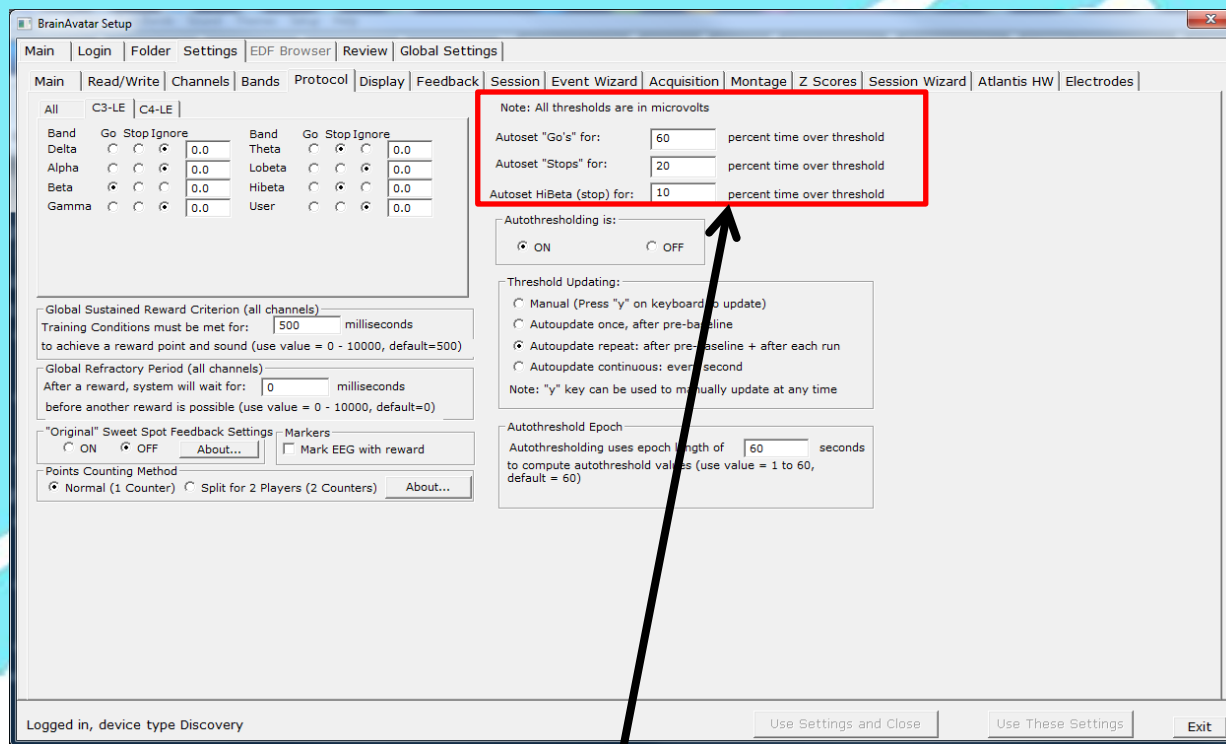 BrainAvatar Setup
x
Main Login Folder Settings EDF Browser Review Global Settings
Main Read/Write Channels Bands Protocol Display Feedback Session Event Wizard Acquisition Montage Z Scores Session Wizard Atlantis HW Electrodes
All C3-LE C4-LE
Band Go Stop Ignore Band Go Stop Ignore
Delta 0.0 Theta 0.0
Alpha 0.0 Lobeta 0.0
Beta 0.0 Hibeta 0.0
Gamma 0.0 User 0.0
Global Sustained Reward Criterion (all channels)
Training Conditions must be met for: 500 milliseconds
to achieve a reward point and sound (use value = 0 - 10000, default=500)
Global Refractory Period (all channels)
After a reward, system will wait for: 0 milliseconds
before another reward is possible (use value = 0 - 10000, default=0)
"Original" Sweet Spot Feedback Settings
ON OFF About...
Markers
Mark EEG with reward
Points Counting Method
Normal (1 Counter) Split for 2 Players (2 Counters) About...
Note: All thresholds are in microvolts
Autoset "Go's" for: 60 percent time over threshold
Autoset "Stops" for: 20 percent time over threshold
Autoset HiBeta (stop) for: 10 percent time over threshold
Autothresholding is:
ON OFF
Threshold Updating:
Manual (Press "y" on keyboard to update)
Autoupdate once, after pre-baseline
Autoupdate repeat: after pre-baseline + after each run
Autoupdate continuous: every second
Note: "y" key can be used to manually update at any time
Autothreshold Epoch
Autothresholding uses epoch length of 60 seconds
to compute autothreshold values (use value = 1 to 60,
default = 60)
Logged in, device type Discovery
Use Settings and Close Use These Settings Exit